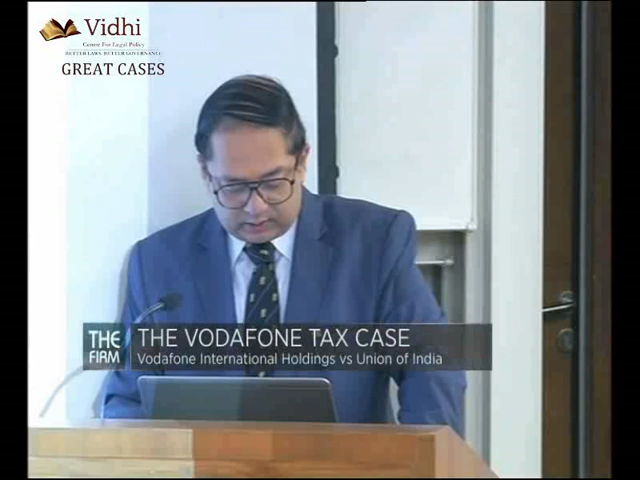 Vidhi
Centre For Legal Policy
BETTER LAWS. BETTER GOVERNANCE
GREAT CASES
THE FIRM
THE VODAFONE TAX CASE
Vodafone International Holdings vs Union of India